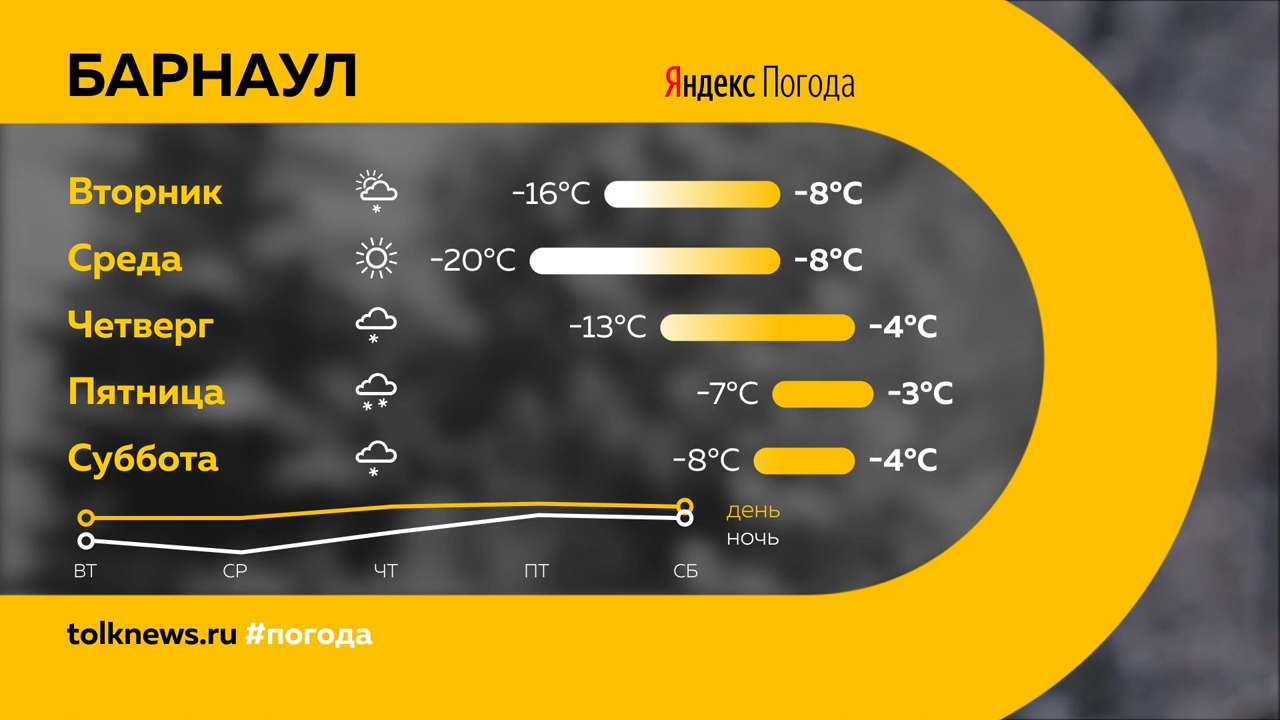 БАРНАУЛ
Яндекс Погода
Вторник -16°C -8°C
Среда -20°C -8°C
Четверг -13°C -4°C
Пятница -7°C -3°C
Суббота -8°C -4°C
день
ночь
ВТ СР ЧТ ПТ СБ
tolknews.ru #погода